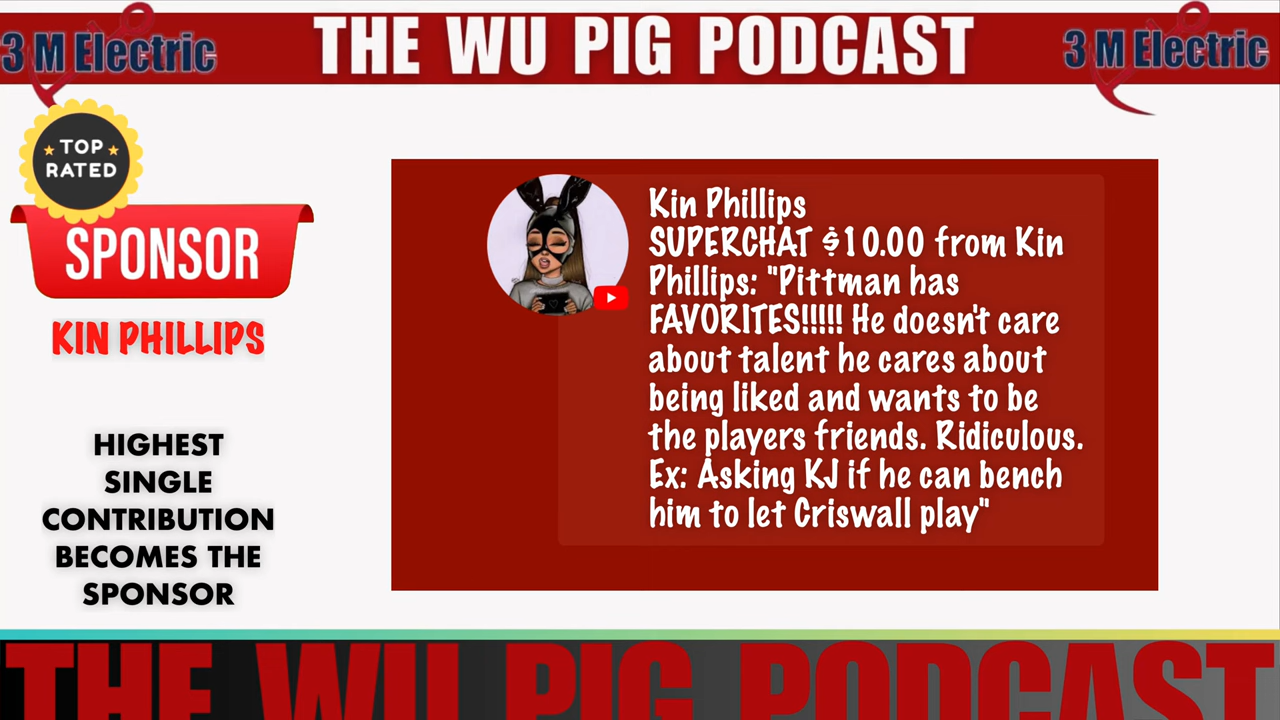 3 M Electric
THE WU PIG PODCAST
3 M Electric
TOP
RATED
SPONSOR
KIN PHILLIPS
HIGHEST
SINGLE
CONTRIBUTION
BECOMES THE
SPONSOR
Kin Phillips
SUPERCHAT $10.00 from Kin
Phillips: "Pittman has
FAVORITES!!!!! He doesn't care
about talent he cares about
being liked and wants to be
the players friends. Ridiculous.
Ex: Asking KJ if he can bench
him to let Criswall play"
THE WU PIG PODCAST